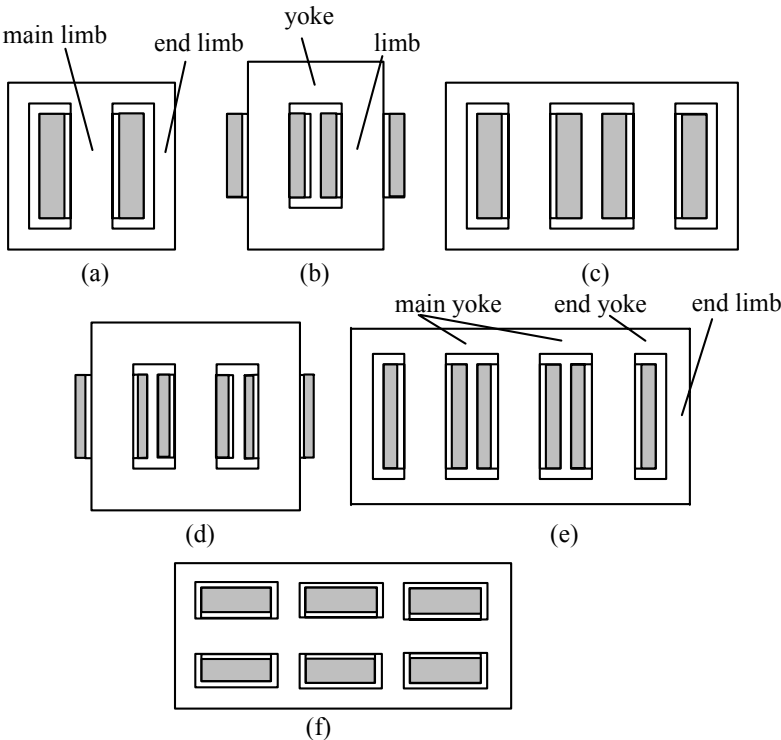 yoke
main limb
end limb
limb
(a)
(b)
(c)
main yoke
end yoke
end limb
(d)
(e)
(f)